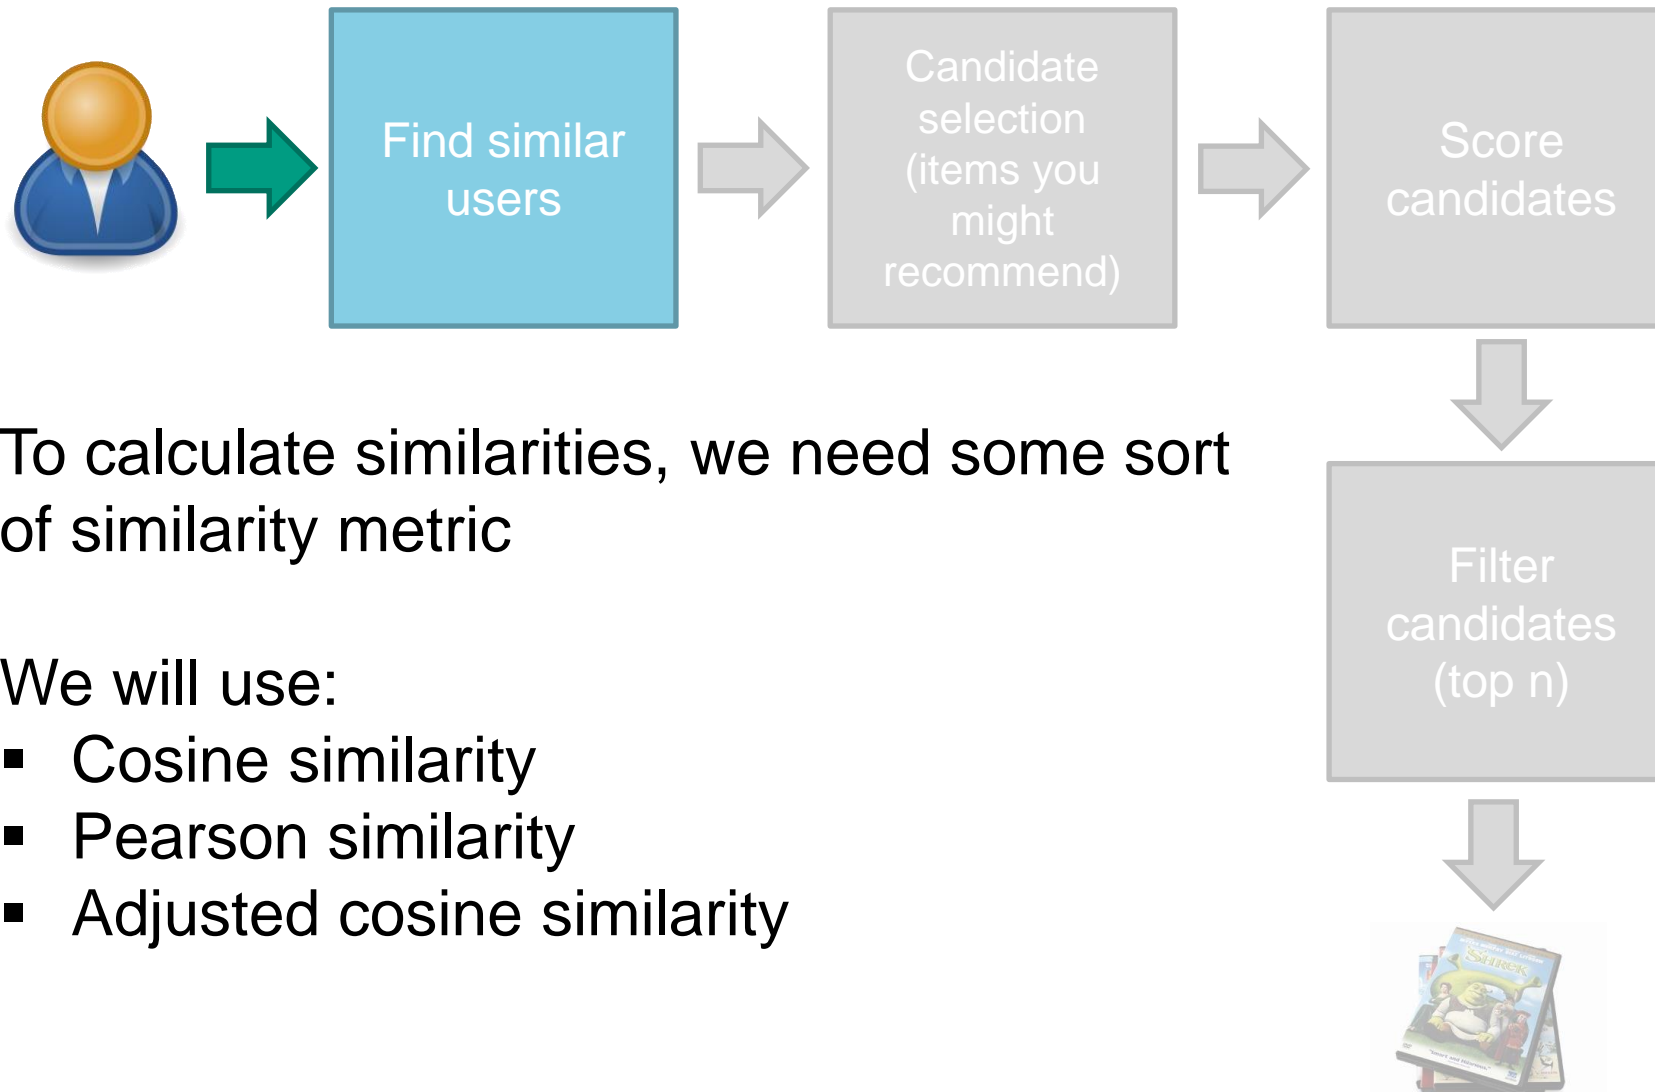 Find similar
users
Candidate
selection
(items you
might
recommend)
Score
candidates
To calculate similarities, we need some sort
of similarity metric
Filter
candidates
(top n)
We will use:
▪ Cosine similarity
▪ Pearson similarity
▪ Adjusted cosine similarity
SHREK